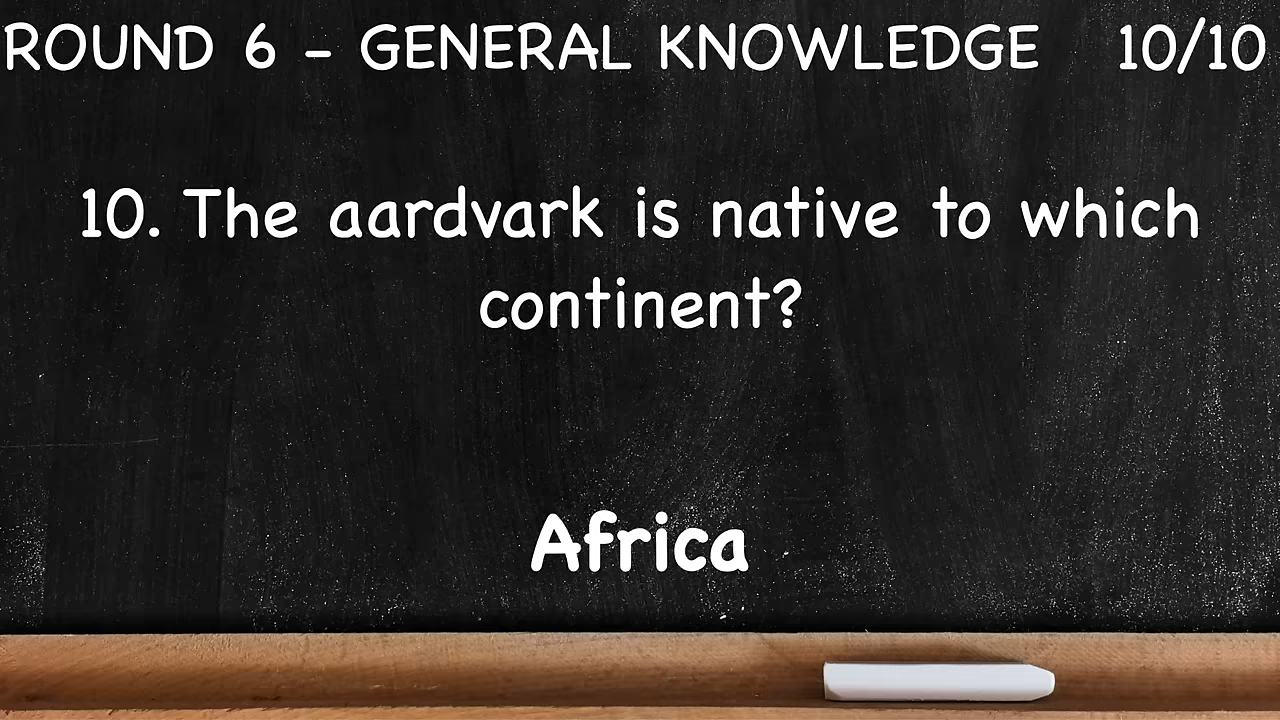 ROUND 6 - GENERAL KNOWLEDGE 10/10
10. The aardvark is native to which
continent?
Africa